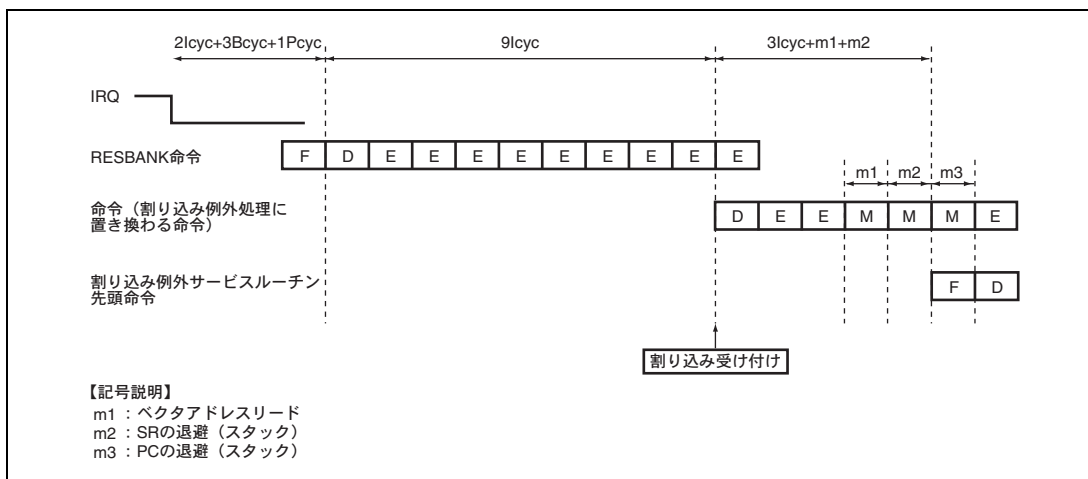 2Icyc+3Bcyc+1Pcyc 9Icyc 3Icyc+m1+m2
IRQ
RESBANK命令 F D E E E E E E E E E
m1 m2 m3
命令（割り込み例外処理に
置き換わる命令） D E E M M M E
割り込み例外サービスルーチン
先頭命令 F D
割り込み受け付け
【記号説明】
m1 : ベクタアドレスリード
m2 : SRの退避（スタック）
m3 : PCの退避（スタック）